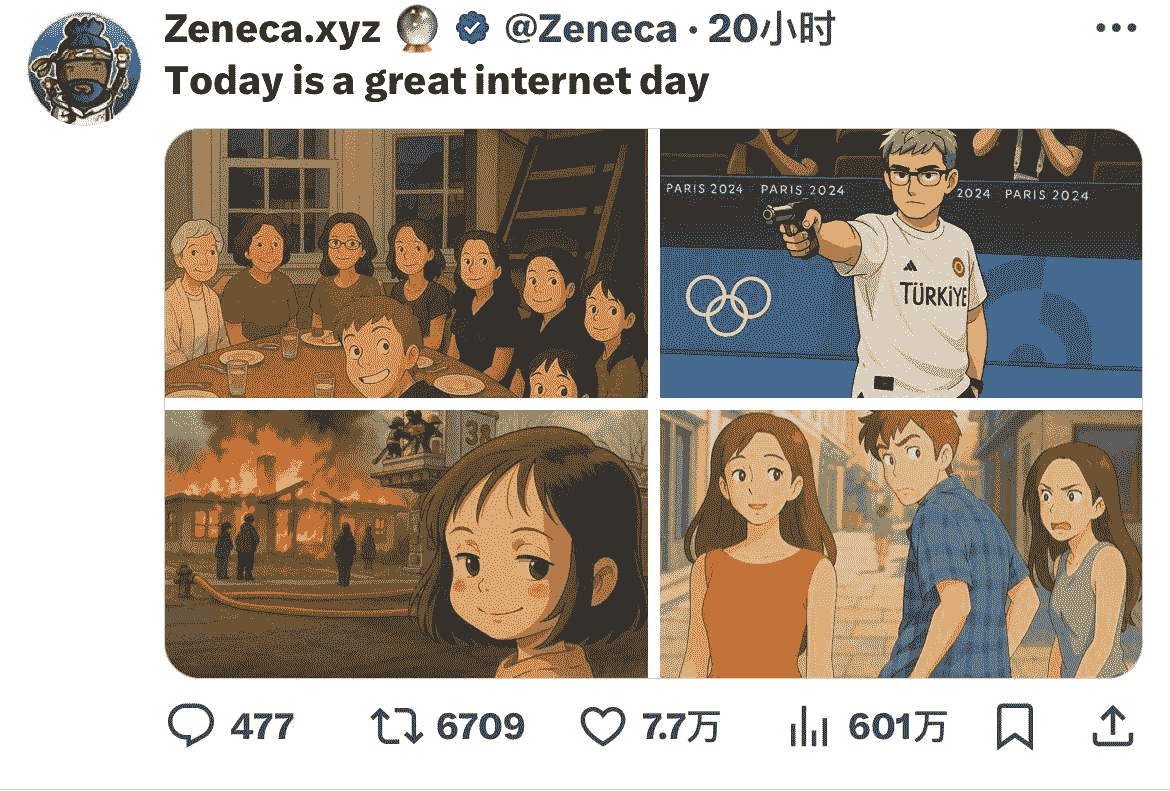 Zeneca.xyz @Zeneca · 20小时
Today is a great internet day
PARIS 2024 PARIS 2024 2024 PARIS 2024
TÜRKİYE
38
477 6709 7.7万 601万